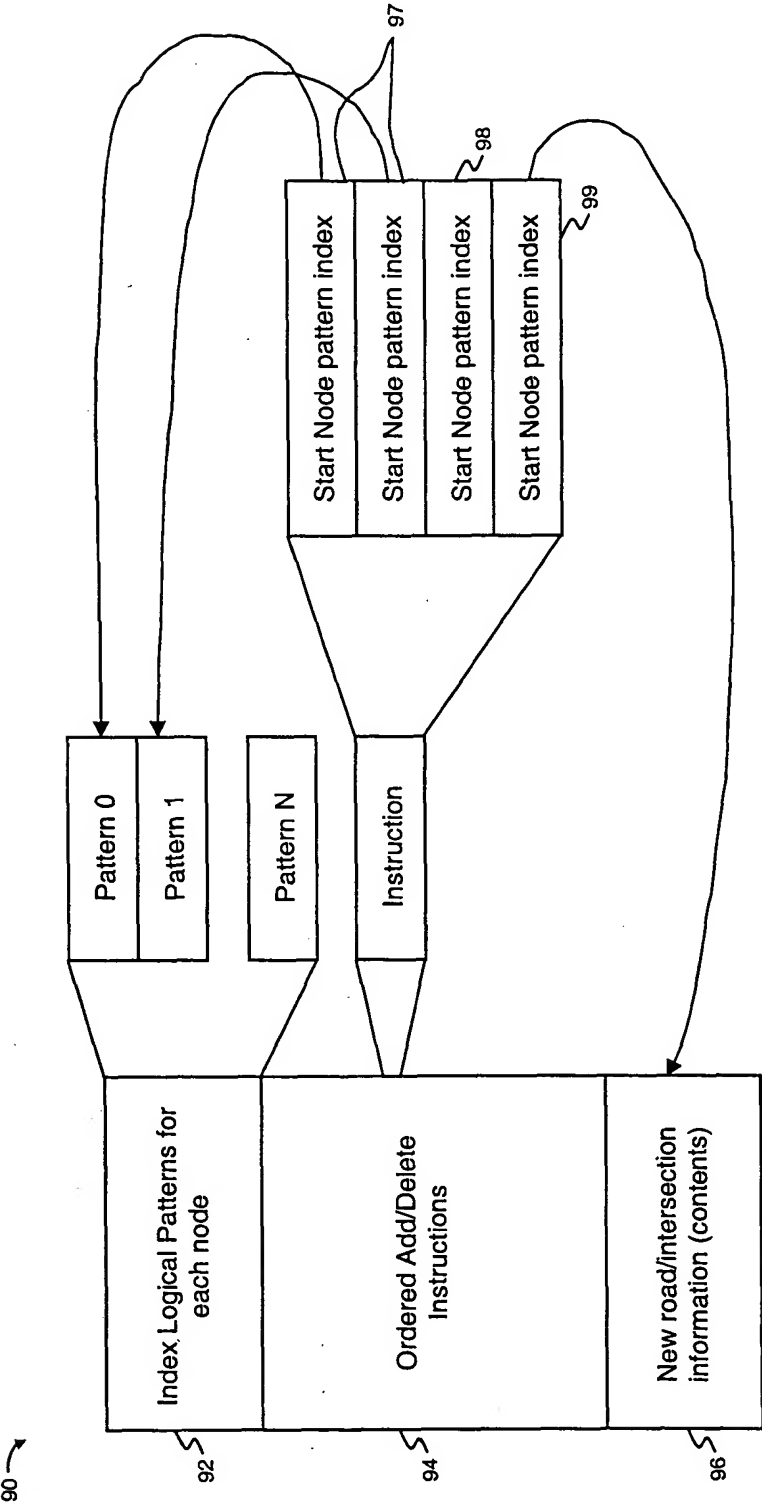 90
92
Index Logical Patterns for
each node
94
Ordered Add/Delete
Instructions
96
New road/intersection
information (contents)
Pattern 0
Pattern 1
Pattern N
Instruction
Start Node pattern index
Start Node pattern index
Start Node pattern index
Start Node pattern index
97
98
99